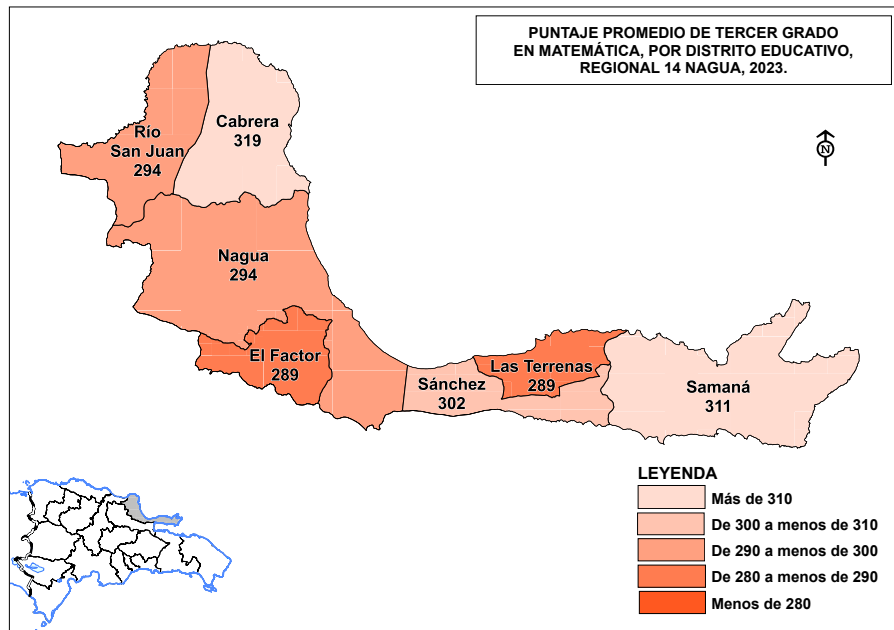 PUNTAJE PROMEDIO DE TERCER GRADO
EN MATEMÁTICA, POR DISTRITO EDUCATIVO,
REGIONAL 14 NAGUA, 2023.
Cabrera
319
Río
San Juan
294
N
Nagua
294
El Factor
289
Las Terrenas
289
Sánchez
302
Samaná
311
LEYENDA
Más de 310
De 300 a menos de 310
De 290 a menos de 300
De 280 a menos de 290
Menos de 280